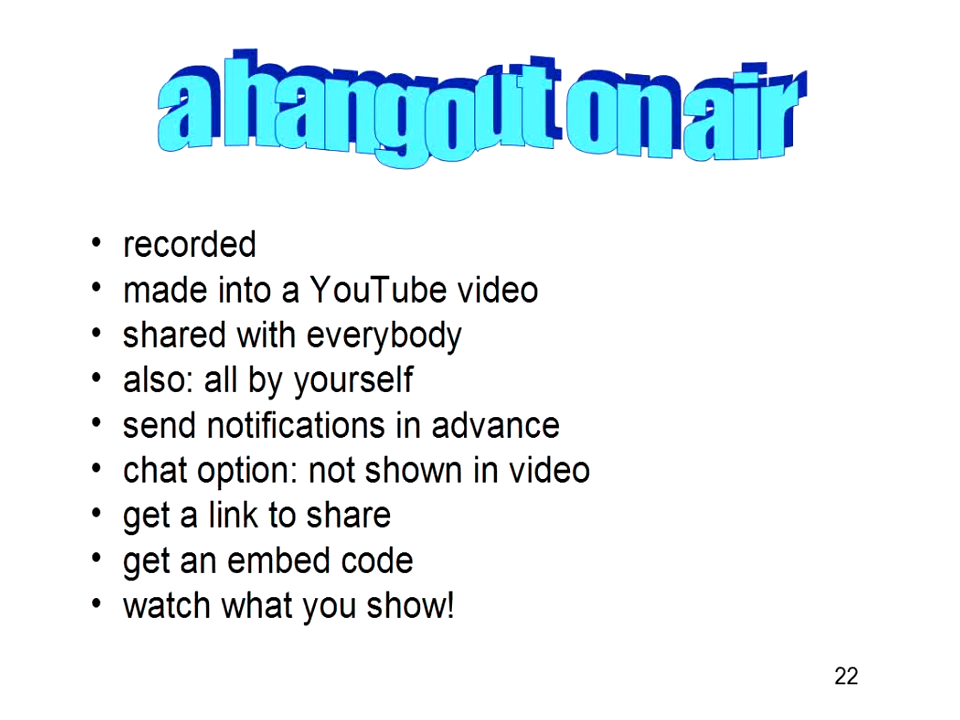 a hangout on air
• recorded
• made into a YouTube video
• shared with everybody
• also: all by yourself
• send notifications in advance
• chat option: not shown in video
• get a link to share
• get an embed code
• watch what you show!
22